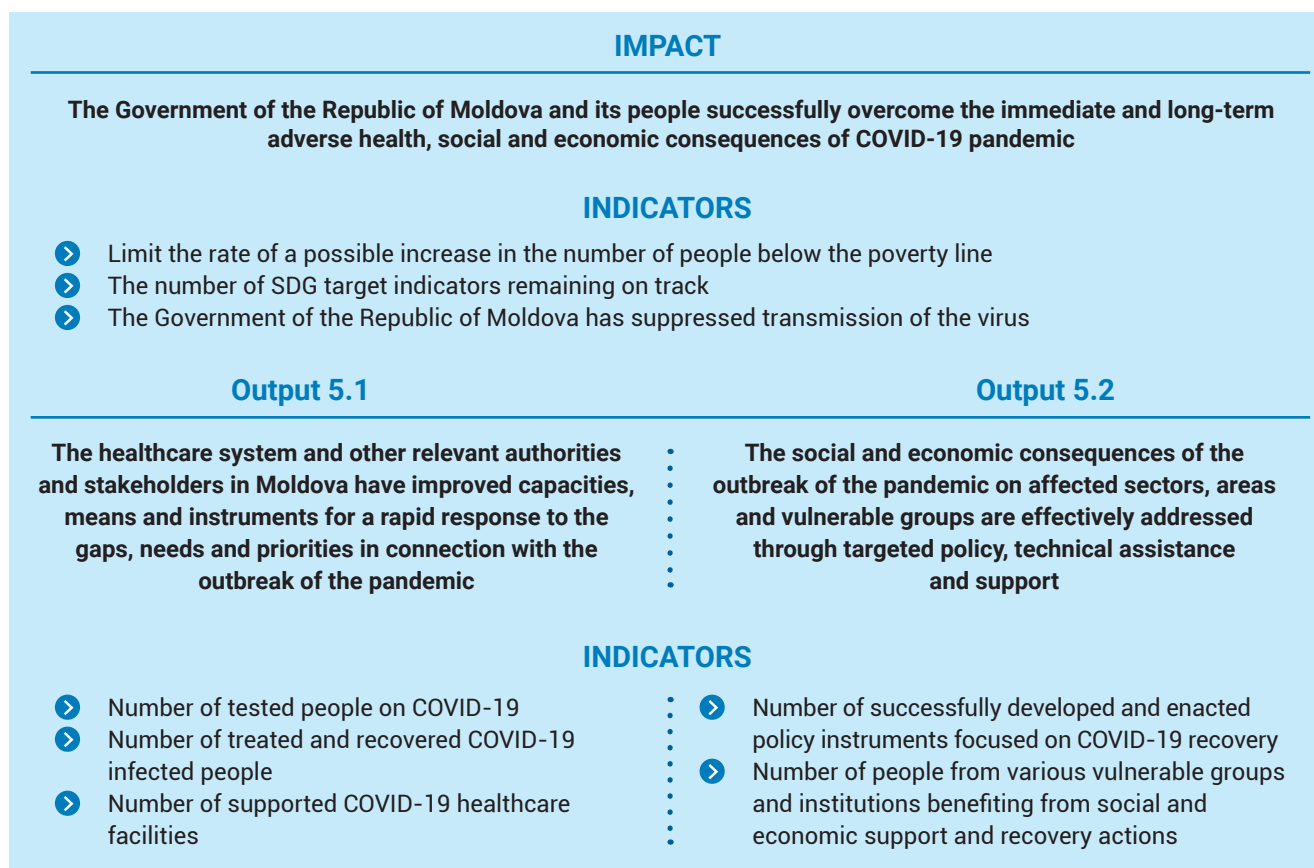 IMPACT
The Government of the Republic of Moldova and its people successfully overcome the immediate and long-term
adverse health, social and economic consequences of COVID-19 pandemic
INDICATORS
Limit the rate of a possible increase in the number of people below the poverty line
The number of SDG target indicators remaining on track
The Government of the Republic of Moldova has suppressed transmission of the virus
Output 5.1
The healthcare system and other relevant authorities
and stakeholders in Moldova have improved capacities,
means and instruments for a rapid response to the
gaps, needs and priorities in connection with the
outbreak of the pandemic
Output 5.2
The social and economic consequences of the
outbreak of the pandemic on affected sectors, areas
and vulnerable groups are effectively addressed
through targeted policy, technical assistance
and support
INDICATORS
Number of tested people on COVID-19
Number of treated and recovered COVID-19
infected people
Number of supported COVID-19 healthcare
facilities
Number of successfully developed and enacted
policy instruments focused on COVID-19 recovery
Number of people from various vulnerable groups
and institutions benefiting from social and
economic support and recovery actions